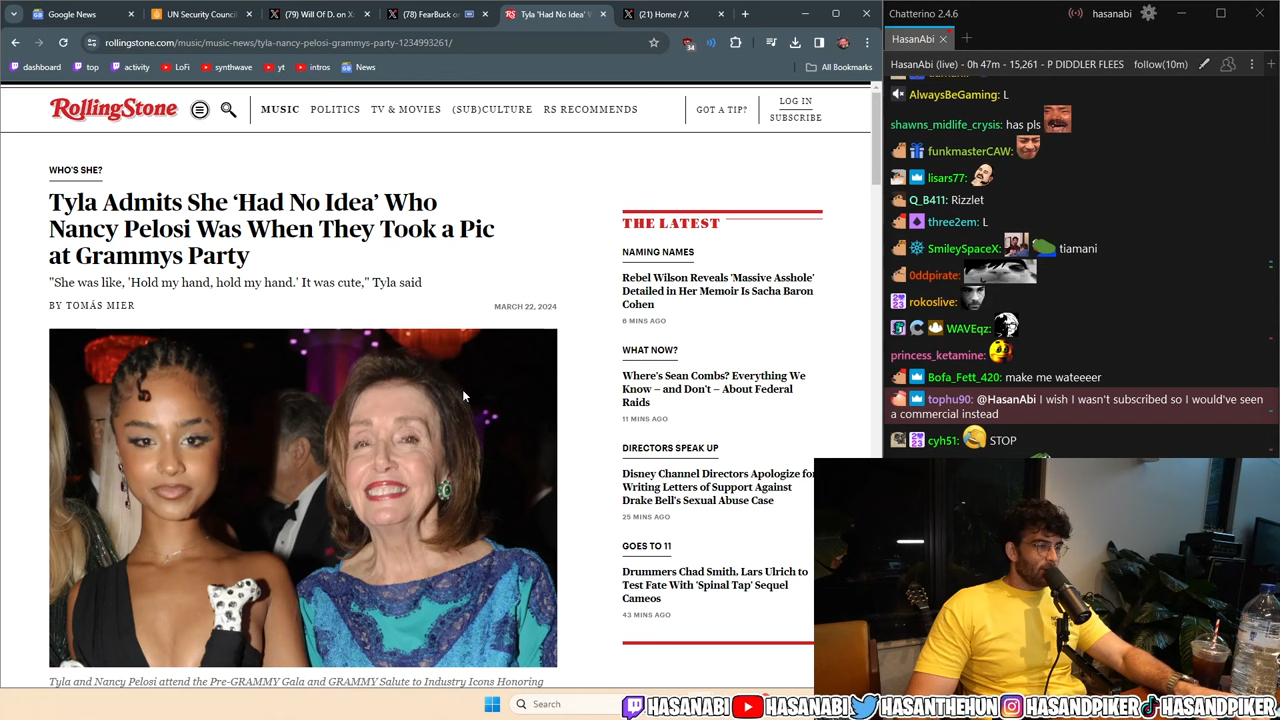 Google News
UN Security Counci
(79) Will Of D. on X
(78) FearBuck on
Tyla 'Had No Idea' W
(21) Home / X
rollingstone.com/music/music-news/tyla-nancy-pelosi-grammys-party-1234993261/
34
dashboard
top
activity
LoFi
synthwave
yt
intros
News
All Bookmarks
RollingStone
MUSIC
POLITICS
TV & MOVIES
(SUB)CULTURE
RS RECOMMENDS
GOT A TIP?
LOG IN
SUBSCRIBE
WHO'S SHE?
Tyla Admits She ‘Had No Idea’ Who
Nancy Pelosi Was When They Took a Pic
at Grammys Party
"She was like, 'Hold my hand, hold my hand.' It was cute," Tyla said
BY TOMÁS MIER
MARCH 22, 2024
Tyla and Nancy Pelosi attend the Pre-GRAMMY Gala and GRAMMY Salute to Industry Icons Honoring
THE LATEST
NAMING NAMES
Rebel Wilson Reveals ‘Massive Asshole’
Detailed in Her Memoir Is Sacha Baron
Cohen
6 MINS AGO
WHAT NOW?
Where's Sean Combs? Everything We
Know – and Don't – About Federal
Raids
11 MINS AGO
DIRECTORS SPEAK UP
Disney Channel Directors Apologize for
Writing Letters of Support Against
Drake Bell's Sexual Abuse Case
25 MINS AGO
GOES TO 11
Drummers Chad Smith, Lars Ulrich to
Test Fate With 'Spinal Tap' Sequel
Cameos
43 MINS AGO
Chatterino 2.4.6
hasanabi
HasanAbi
HasanAbi (live) - 0h 47m - 15,261 - P DIDDLER FLEES
follow(10m)
AlwaysBeGaming: L
shawns_midlife_crysis: has pls
funkmasterCAW:
lisars77:
Q_B411: Rizzlet
three2em: L
SmileySpaceX: tiamani
0ddpirate:
rokoslive:
WAVEqz:
princess_ketamine:
Bofa_Fett_420: make me wateeeer
tophu90: @HasanAbi I wish I wasn't subscribed so I would've seen
a commercial instead
cyh51: STOP
Search
HASANABI
HASANABI
HASANTHEHUN
HASANDPIKER
HASANDPIKER